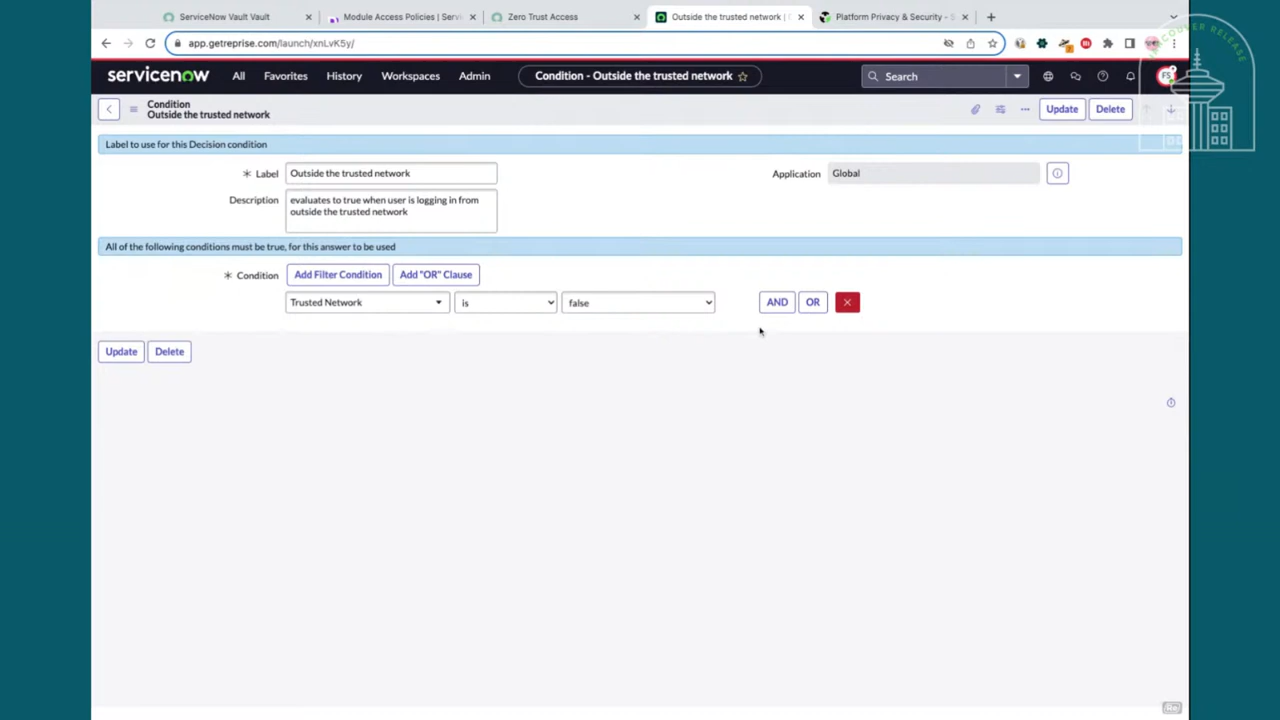 ServiceNow Vault Vault
Module Access Policies | Servi
Zero Trust Access
Outside the trusted network |
Platform Privacy & Security -
app.getreprise.com/launch/xnLvK5y/
VANCOUVER RELEASE
servicenow
All
Favorites
History
Workspaces
Admin
Condition - Outside the trusted network
Search
FS
Condition
Outside the trusted network
Update
Delete
Label to use for this Decision condition
* Label
Outside the trusted network
Application
Global
Description
evaluates to true when user is logging in from
outside the trusted network
All of the following conditions must be true, for this answer to be used
* Condition
Add Filter Condition
Add "OR" Clause
Trusted Network
is
false
AND
OR
Update
Delete
Re